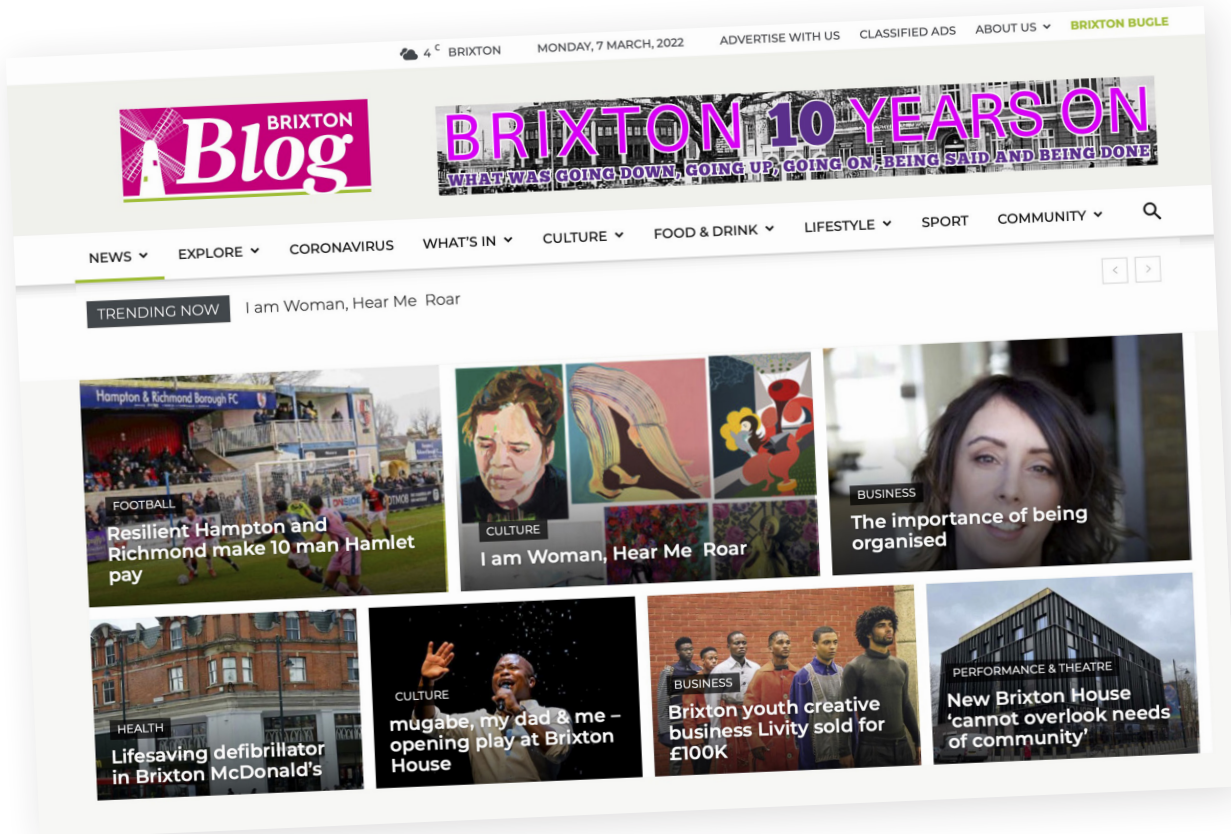 4 C BRIXTON MONDAY, 7 MARCH, 2022 ADVERTISE WITH US CLASSIFIED ADS ABOUT US BRIXTON BUGLE
BRIXTON
Blog
BRIXTON 10 YEARS ON
WHAT WAS GOING DOWN, GOING UP, GOING ON, BEING SAID AND BEING DONE
NEWS EXPLORE CORONAVIRUS WHAT'S IN CULTURE FOOD & DRINK LIFESTYLE SPORT COMMUNITY
TRENDING NOW I am Woman, Hear Me Roar
Hampton & Richmond Borough FC
FOOTBALL
Resilient Hampton and
Richmond make 10 man Hamlet
pay
CULTURE
I am Woman, Hear Me Roar
BUSINESS
The importance of being
organised
HEALTH
Lifesaving defibrillator
in Brixton McDonald's
CULTURE
mugabe, my dad & me –
opening play at Brixton
House
BUSINESS
Brixton youth creative
business Livity sold for
£100K
PERFORMANCE & THEATRE
New Brixton House
'cannot overlook needs
of community'